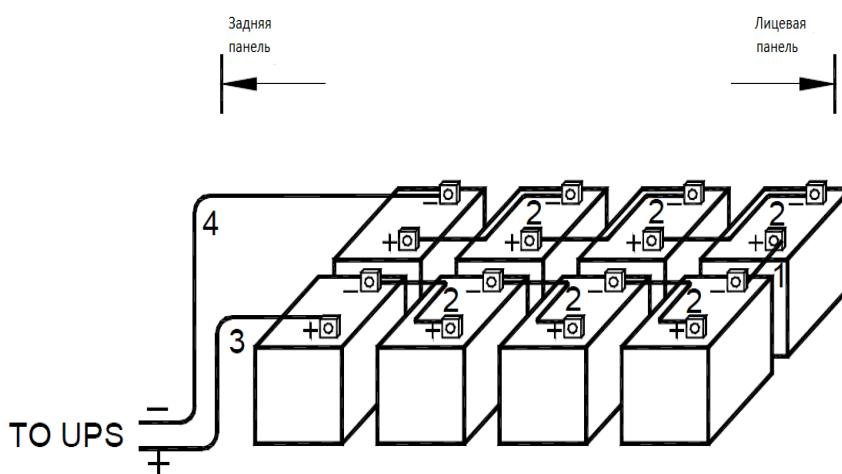 Задняя
панель
Лицевая
панель
− − − −
4 2 2 2
+ + + +
− − − − 1
2 2 2
3 + + + +
−
TO UPS
+